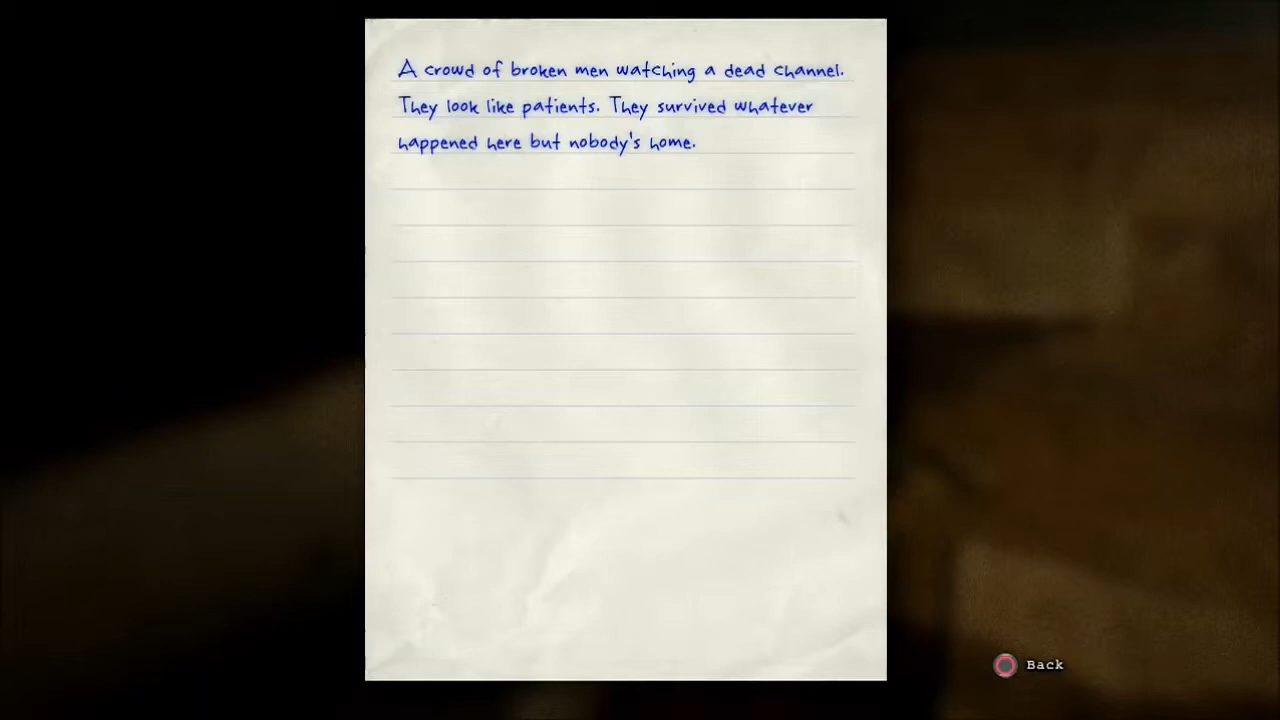 A crowd of broken men watching a dead channel.
They look like patients. They survived whatever
happened here but nobody's home.
Back